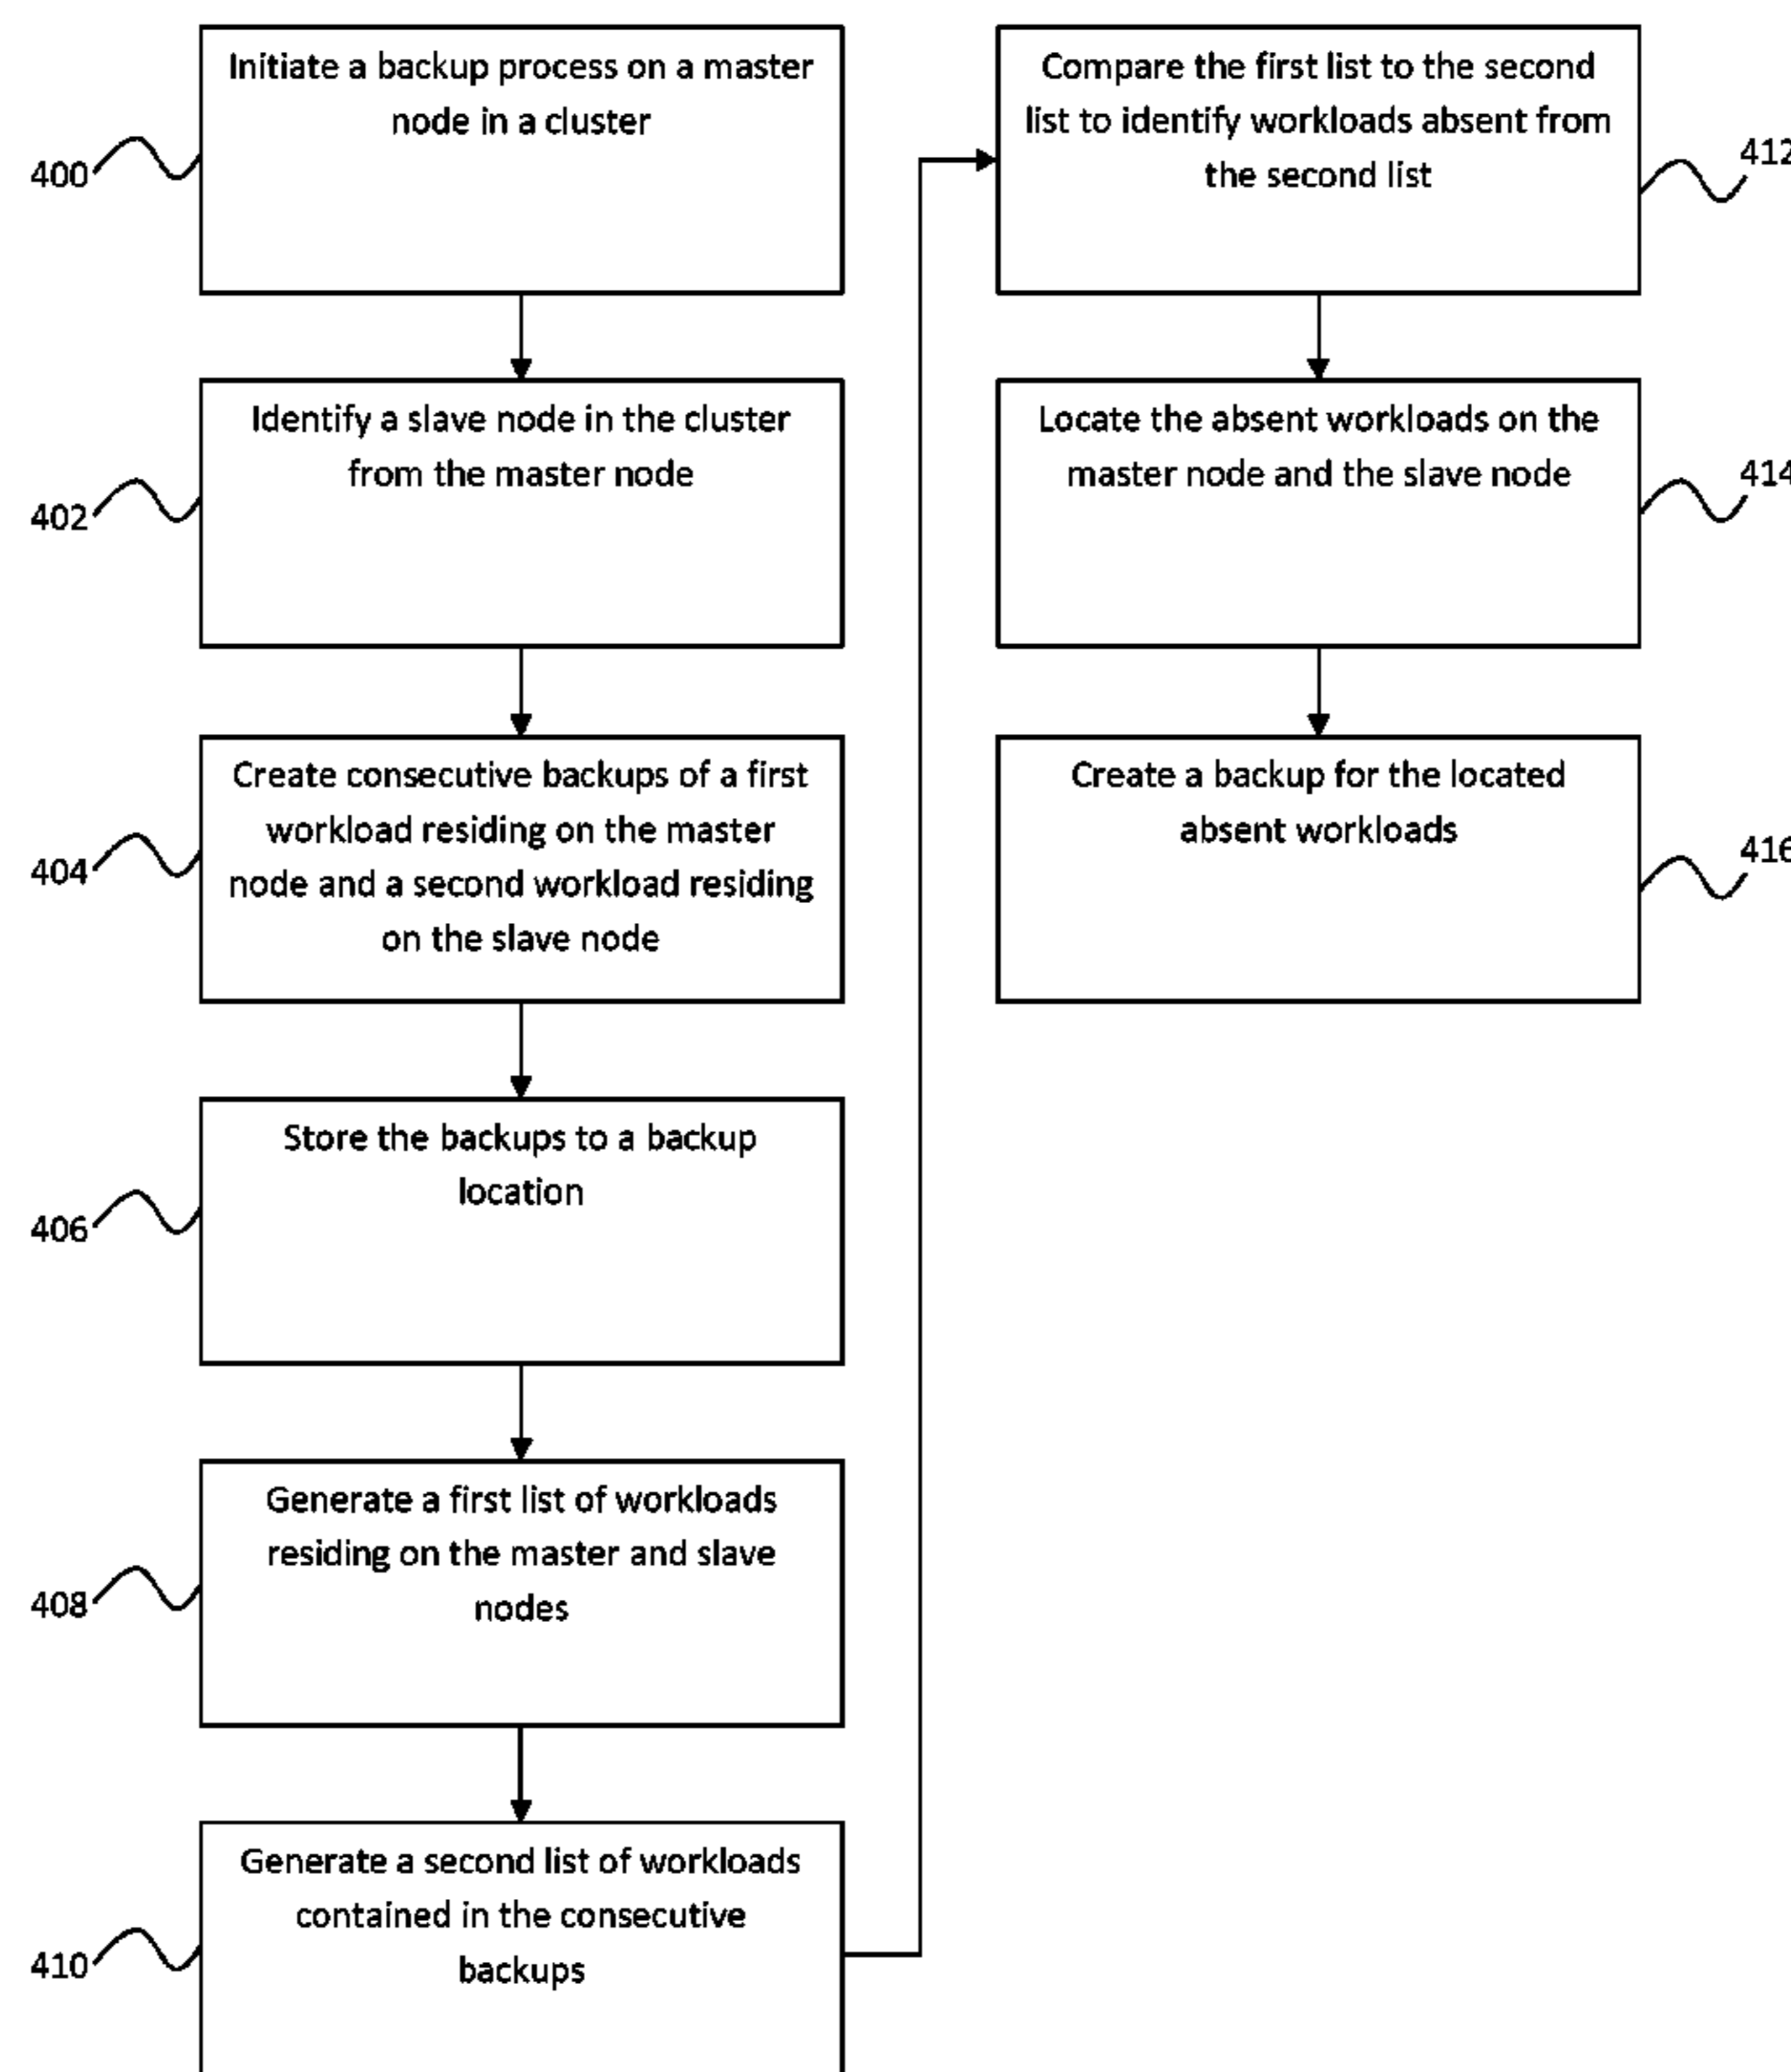 Initiate a backup process on a master
node in a cluster
400
Identify a slave node in the cluster
from the master node
402
Create consecutive backups of a first
workload residing on the master
node and a second workload residing
on the slave node
404
Store the backups to a backup
location
406
Generate a first list of workloads
residing on the master and slave
nodes
408
Generate a second list of workloads
contained in the consecutive
backups
410
Compare the first list to the second
list to identify workloads absent from
the second list
412
Locate the absent workloads on the
master node and the slave node
414
Create a backup for the located
absent workloads
416